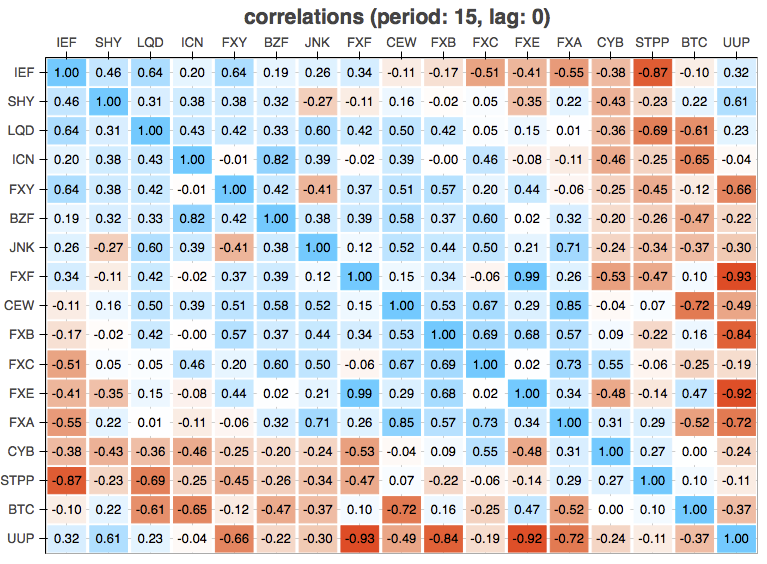 correlations (period: 15, lag: 0)
IEF SHY LQD ICN FXY BZF JNK FXF CEW FXB FXC FXE FXA CYB STPP BTC UUP
IEF 1.00 0.46 0.64 0.20 0.64 0.19 0.26 0.34 -0.11 -0.17 -0.51 -0.41 -0.55 -0.38 -0.87 -0.10 0.32
SHY 0.46 1.00 0.31 0.38 0.38 0.32 -0.27 -0.11 0.16 -0.02 0.05 -0.35 0.22 -0.43 -0.23 0.22 0.61
LQD 0.64 0.31 1.00 0.43 0.42 0.33 0.60 0.42 0.50 0.42 0.05 0.15 0.01 -0.36 -0.69 -0.61 0.23
ICN 0.20 0.38 0.43 1.00 -0.01 0.82 0.39 -0.02 0.39 -0.00 0.46 -0.08 -0.11 -0.46 -0.25 -0.65 -0.04
FXY 0.64 0.38 0.42 -0.01 1.00 0.42 -0.41 0.37 0.51 0.57 0.20 0.44 -0.06 -0.25 -0.45 -0.12 -0.66
BZF 0.19 0.32 0.33 0.82 0.42 1.00 0.38 0.39 0.58 0.37 0.60 0.02 0.32 -0.20 -0.26 -0.47 -0.22
JNK 0.26 -0.27 0.60 0.39 -0.41 0.38 1.00 0.12 0.52 0.44 0.50 0.21 0.71 -0.24 -0.34 -0.37 -0.30
FXF 0.34 -0.11 0.42 -0.02 0.37 0.39 0.12 1.00 0.15 0.34 -0.06 0.99 0.26 -0.53 -0.47 0.10 -0.93
CEW -0.11 0.16 0.50 0.39 0.51 0.58 0.52 0.15 1.00 0.53 0.67 0.29 0.85 -0.04 0.07 -0.72 -0.49
FXB -0.17 -0.02 0.42 -0.00 0.57 0.37 0.44 0.34 0.53 1.00 0.69 0.68 0.57 0.09 -0.22 0.16 -0.84
FXC -0.51 0.05 0.05 0.46 0.20 0.60 0.50 -0.06 0.67 0.69 1.00 0.02 0.73 0.55 -0.06 -0.25 -0.19
FXE -0.41 -0.35 0.15 -0.08 0.44 0.02 0.21 0.99 0.29 0.68 0.02 1.00 0.34 -0.48 -0.14 0.47 -0.92
FXA -0.55 0.22 0.01 -0.11 -0.06 0.32 0.71 0.26 0.85 0.57 0.73 0.34 1.00 0.31 0.29 -0.52 -0.72
CYB -0.38 -0.43 -0.36 -0.46 -0.25 -0.20 -0.24 -0.53 -0.04 0.09 0.55 -0.48 0.31 1.00 0.27 0.00 -0.24
STPP -0.87 -0.23 -0.69 -0.25 -0.45 -0.26 -0.34 -0.47 0.07 -0.22 -0.06 -0.14 0.29 0.27 1.00 0.10 -0.11
BTC -0.10 0.22 -0.61 -0.65 -0.12 -0.47 -0.37 0.10 -0.72 0.16 -0.25 0.47 -0.52 0.00 0.10 1.00 -0.37
UUP 0.32 0.61 0.23 -0.04 -0.66 -0.22 -0.30 -0.93 -0.49 -0.84 -0.19 -0.92 -0.72 -0.24 -0.11 -0.37 1.00